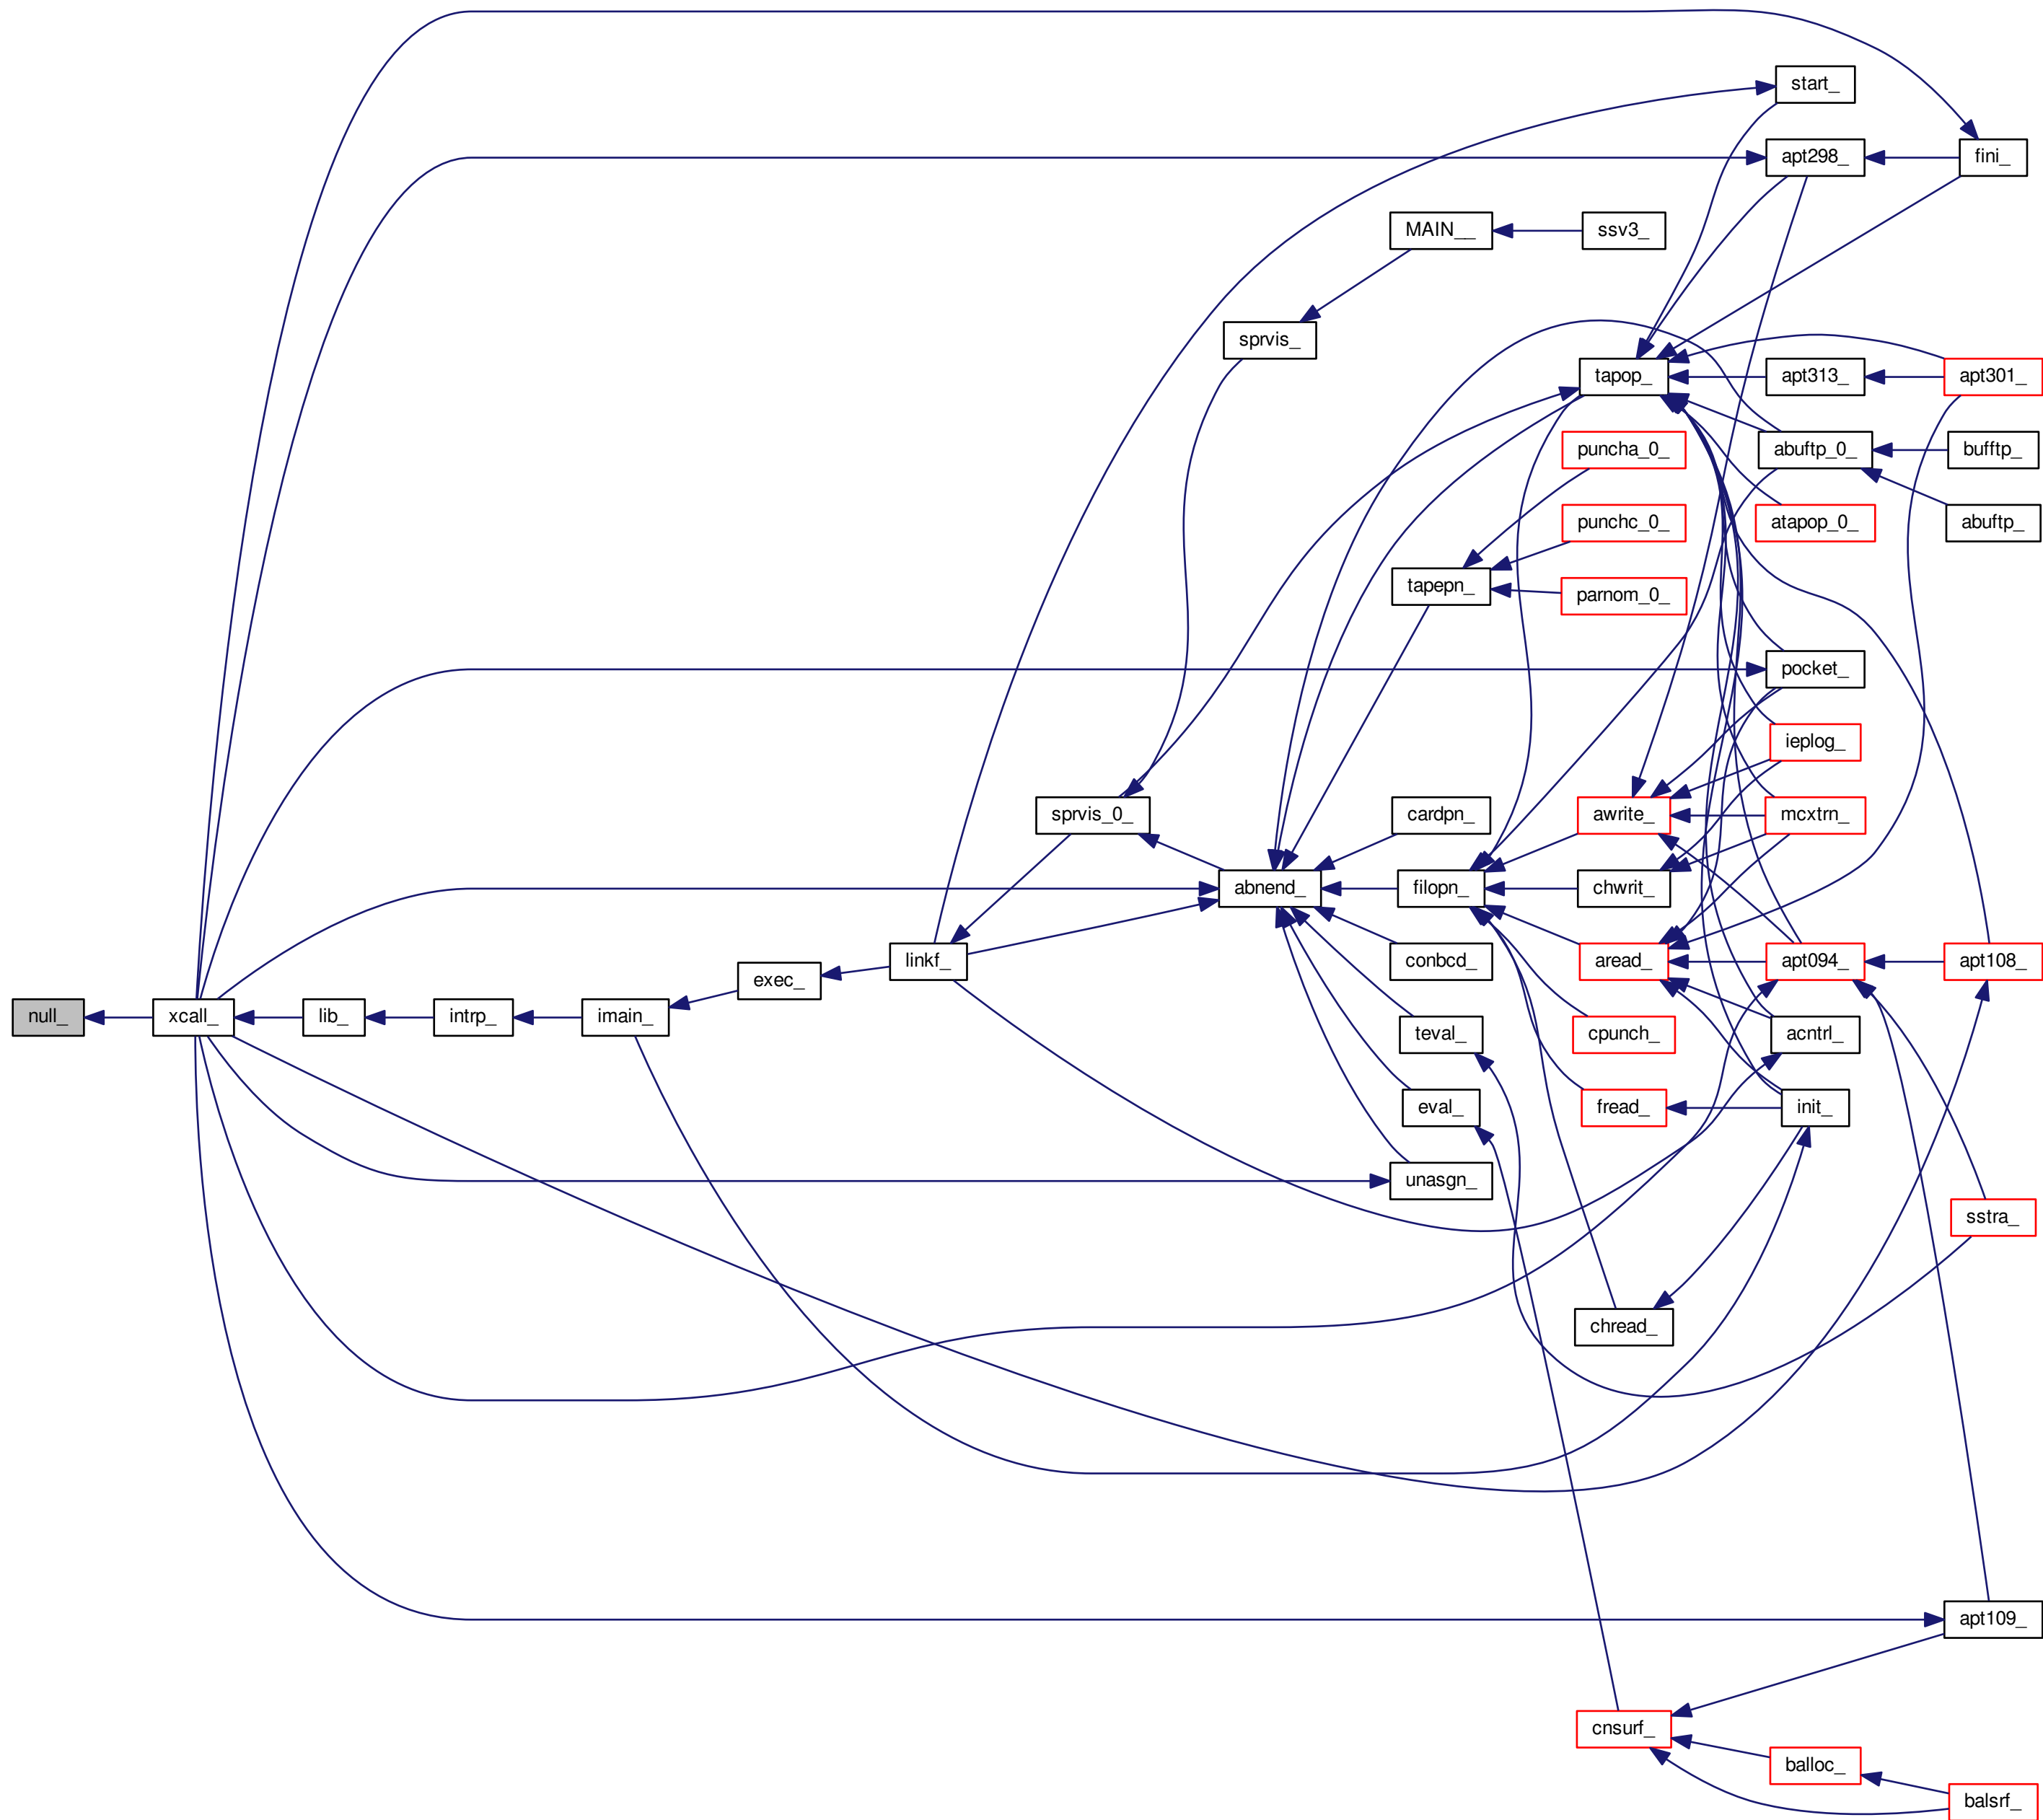 start_
apt298_
fini_
MAIN__
ssv3_
sprvis_
tapop_
apt313_
apt301_
puncha_0_
abuftp_0_
bufftp_
punchc_0_
atapop_0_
abuftp_
tapepn_
parnom_0_
pocket_
ieplog_
sprvis_0_
cardpn_
awrite_
mcxtrn_
abnend_
filopn_
chwrit_
linkf_
conbcd_
aread_
apt094_
apt108_
exec_
null_
xcall_
lib_
intrp_
imain_
teval_
cpunch_
acntrl_
eval_
fread_
init_
unasgn_
sstra_
chread_
apt109_
cnsurf_
balloc_
balsrf_